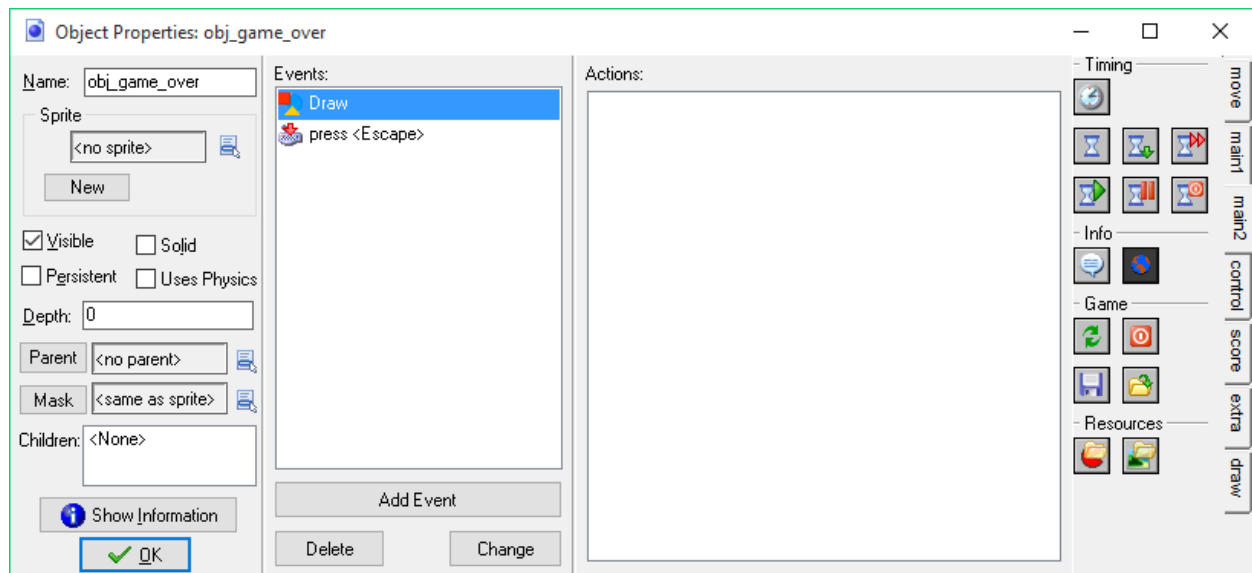 Object Properties: obj_game_over
Name: obj_game_over
Sprite
<no sprite>
New
Visible
Solid
Persistent
Uses Physics
Depth: 0
Parent <no parent>
Mask <same as sprite>
Children: <None>
Show Information
OK
Events:
Draw
press <Escape>
Add Event
Delete
Change
Actions:
Timing
Info
Game
Resources
move
main1
main2
control
score
extra
draw